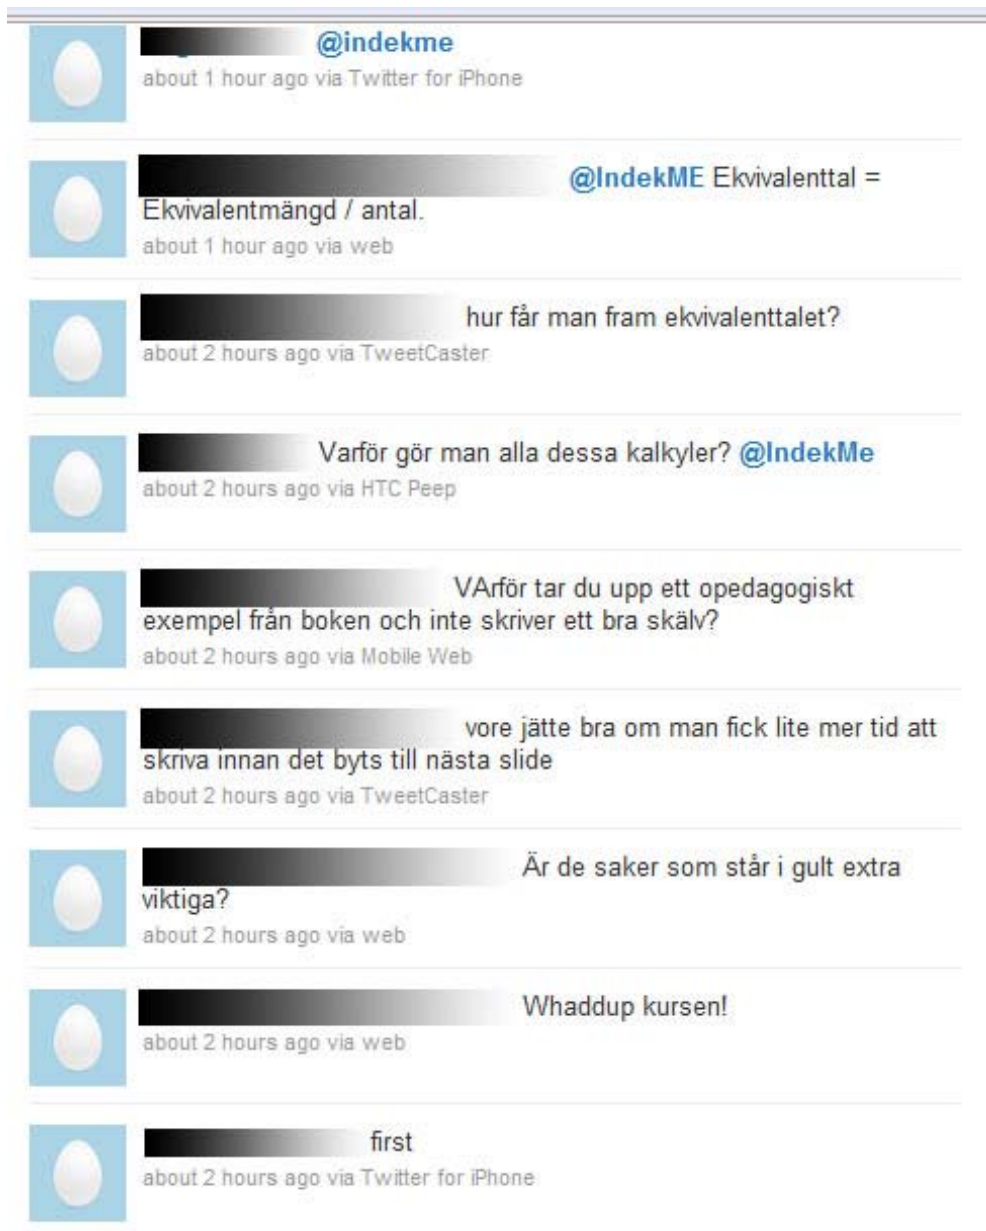 @indekme
about 1 hour ago via Twitter for iPhone
@IndekME Ekvivalenttal =
Ekvivalentmängd / antal.
about 1 hour ago via web
hur får man fram ekvivalenttalet?
about 2 hours ago via TweetCaster
Varför gör man alla dessa kalkyler? @IndekMe
about 2 hours ago via HTC Peep
VArför tar du upp ett opedagogiskt
exempel från boken och inte skriver ett bra skälv?
about 2 hours ago via Mobile Web
vore jätte bra om man fick lite mer tid att
skriva innan det byts till nästa slide
about 2 hours ago via TweetCaster
Är de saker som står i gult extra
viktiga?
about 2 hours ago via web
Whaddup kursen!
about 2 hours ago via web
first
about 2 hours ago via Twitter for iPhone